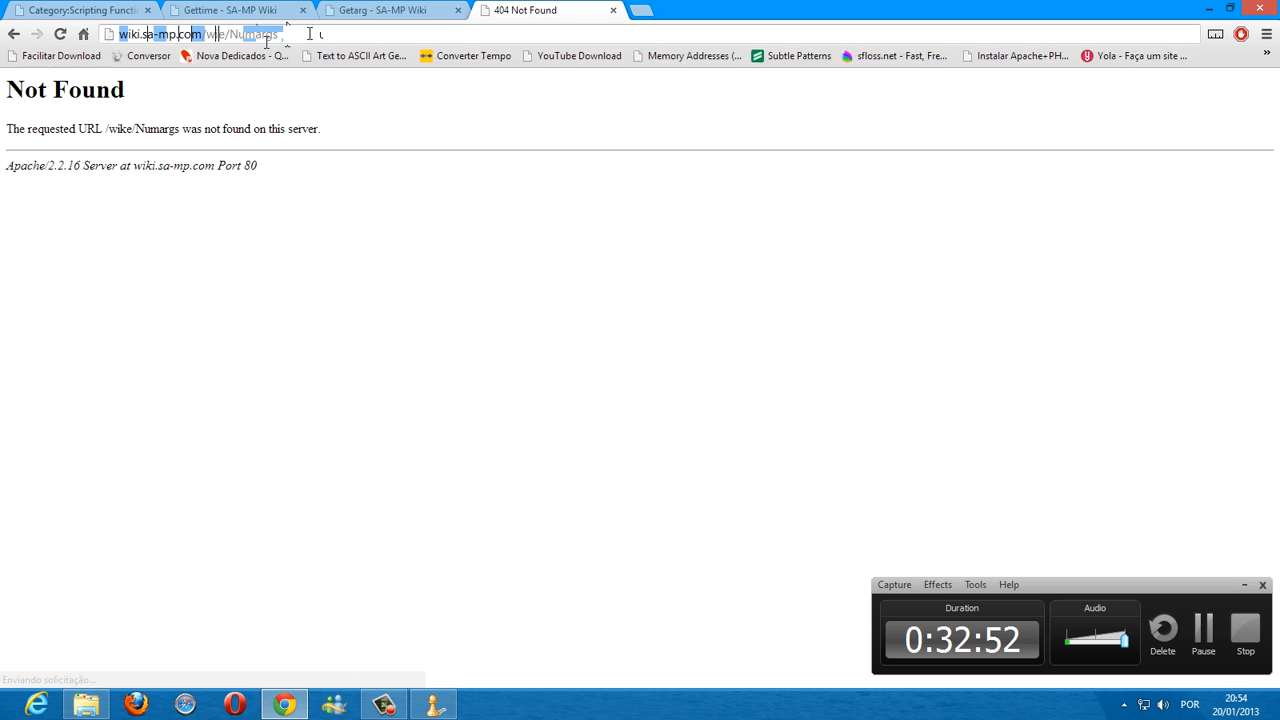 Category:Scripting Functi
Gettime - SA-MP Wiki
Getarg - SA-MP Wiki
404 Not Found
wiki.sa-mp.com/wike/Numargs
Facilitar Download
Conversor
Nova Dedicados - Q...
Text to ASCII Art Ge...
Converter Tempo
YouTube Download
Memory Addresses (...
Subtle Patterns
sfloss.net - Fast, Fre...
Instalar Apache+PH...
Yola - Faça um site ...
Not Found
The requested URL /wike/Numargs was not found on this server.
Apache/2.2.16 Server at wiki.sa-mp.com Port 80
Capture Effects Tools Help
Duration
Audio
0:32:52
Delete
Pause
Stop
Enviando solicitação...
POR
20:54
20/01/2013